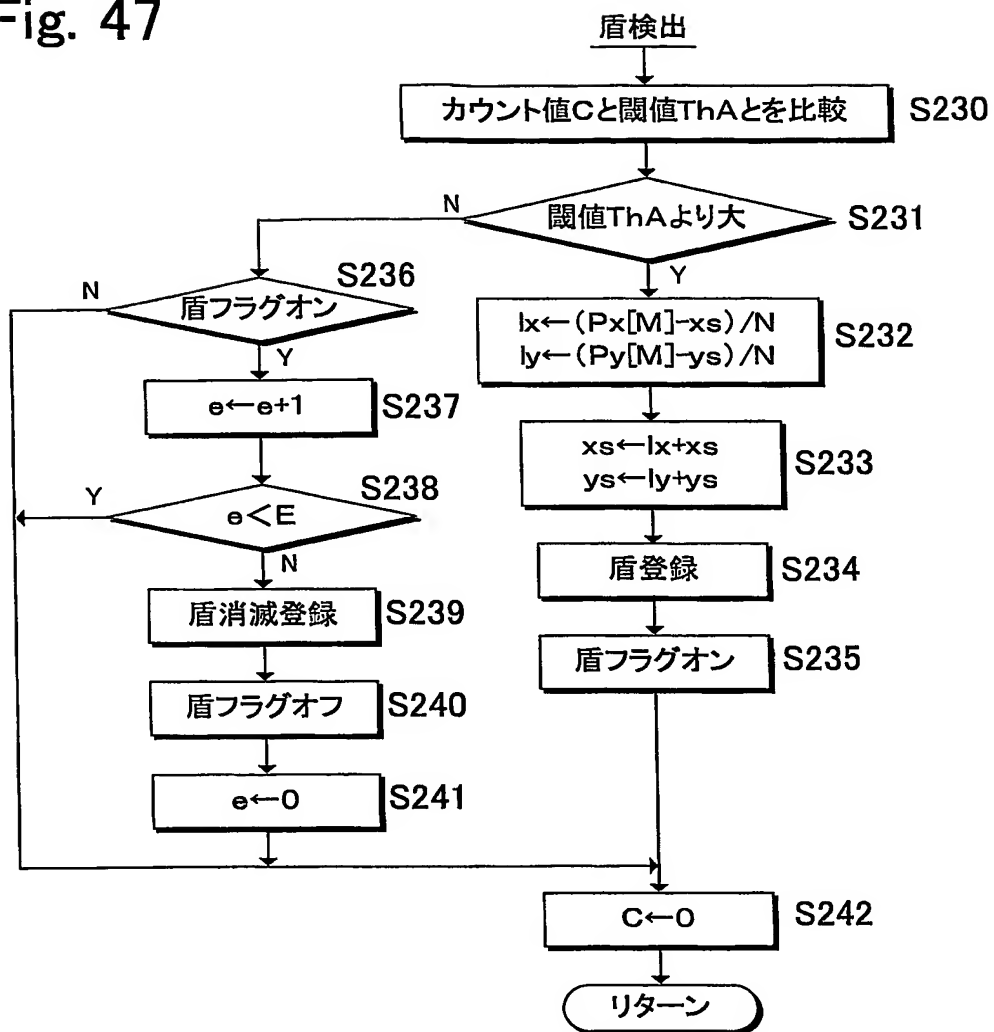 Fig. 47
盾検出
カウント値Cと閾値ThAとを比較
S230
閾値ThAより大
S231
N
Y
lx←(Px[M]-xs)/N
ly←(Py[M]-ys)/N
S232
xs←lx+xs
ys←ly+ys
S233
盾登録
S234
盾フラグオン
S235
盾フラグオン
S236
N
Y
e←e+1
S237
e<E
S238
Y
N
盾消滅登録
S239
盾フラグオフ
S240
e←0
S241
C←0
S242
リターン